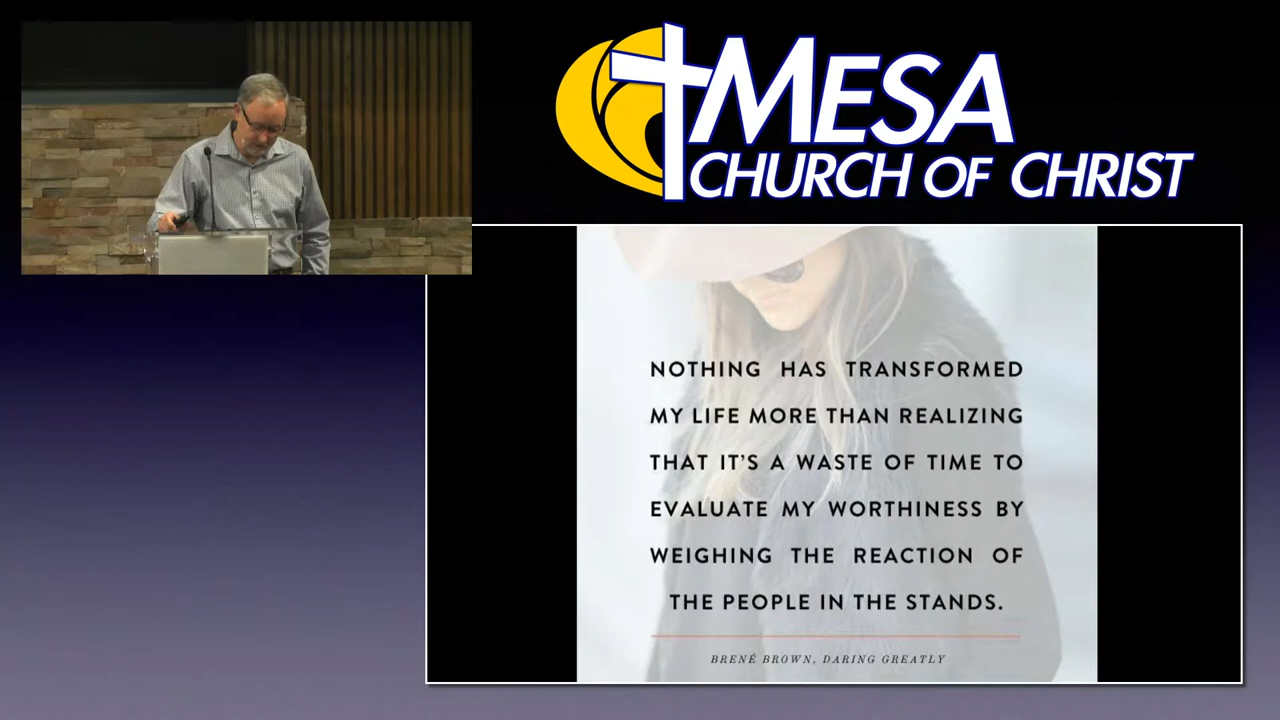 MESA
CHURCH OF CHRIST
NOTHING HAS TRANSFORMED
MY LIFE MORE THAN REALIZING
THAT IT'S A WASTE OF TIME TO
EVALUATE MY WORTHINESS BY
WEIGHING THE REACTION OF
THE PEOPLE IN THE STANDS.
BRENÉ BROWN, DARING GREATLY